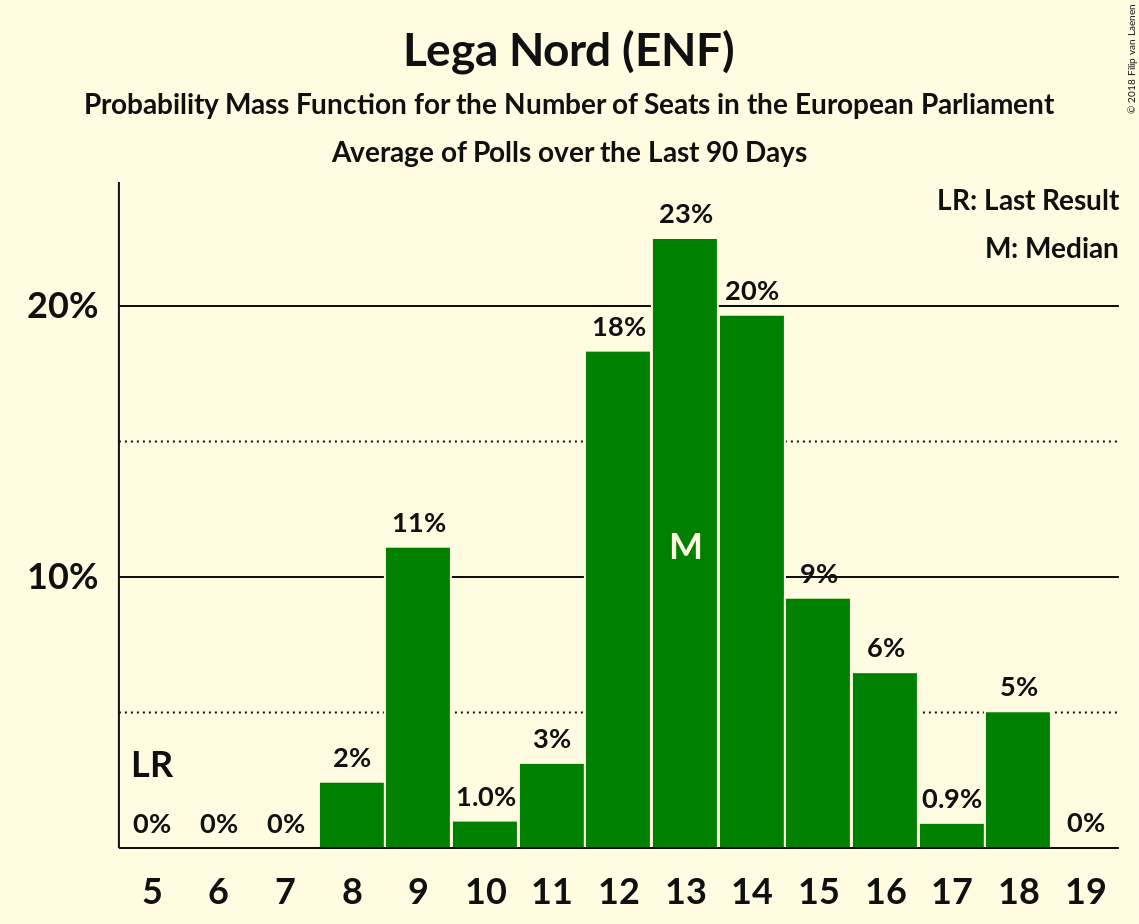 Lega Nord (ENF)
Probability Mass Function for the Number of Seats in the European Parliament
Average of Polls over the Last 90 Days
© 2018 Filip van Laenen
LR: Last Result
M: Median
20%
10%
LR
0%
0%
0%
2%
11%
1.0%
3%
18%
23%
M
20%
9%
6%
0.9%
5%
0%
5 6 7 8 9 10 11 12 13 14 15 16 17 18 19